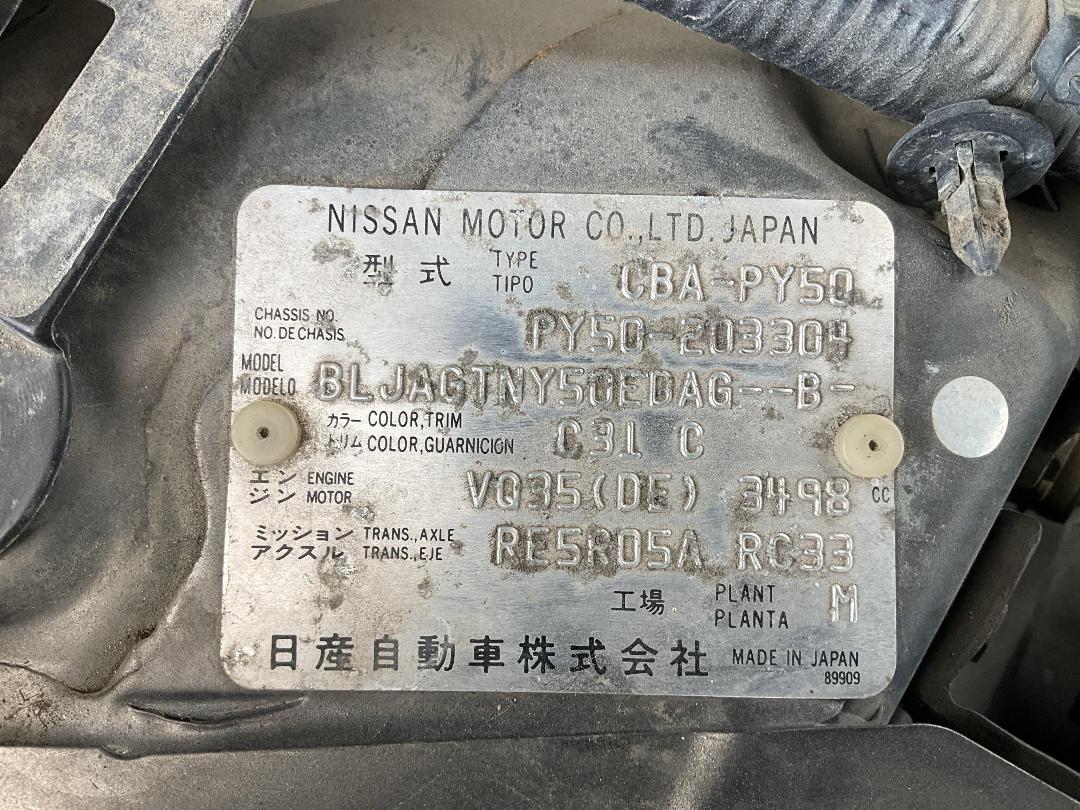 NISSAN MOTOR CO.,LTD. JAPAN
型式 TYPE TIPO CBA-PY50
CHASSIS NO. NO. DE CHASIS PY50-203304
MODEL MODELO BLJAGTNY50EDAG--B-
カラー COLOR,TRIM
トリム COLOR,GUARNICION C31 C
エン ENGINE
ジン MOTOR VQ35(DE) 3498 CC
ミッション TRANS.,AXLE
アクスル TRANS.,EJE RE5R05A RC33
工場 PLANT PLANTA M
日産自動車株式会社 MADE IN JAPAN
89909